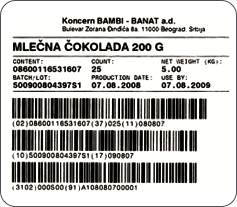 Koncern BAMBI - BANAT a.d.
Bulevar Zorana Đinđića 8a. 11000 Beograd. Srbija
MLEČNA ČOKOLADA 200 G
CONTENT: COUNT: NET WEIGHT (KG):
08600116531607 25 5.00
BATCH/LOT: PRODUCTION DATE: USE BY:
500900804397S1 07.08.2008 07.08.2009
(02)08600116531607(37)025(11)080807
(10)500900804397S1(17)090807
(3102)000500(91)A108080700001